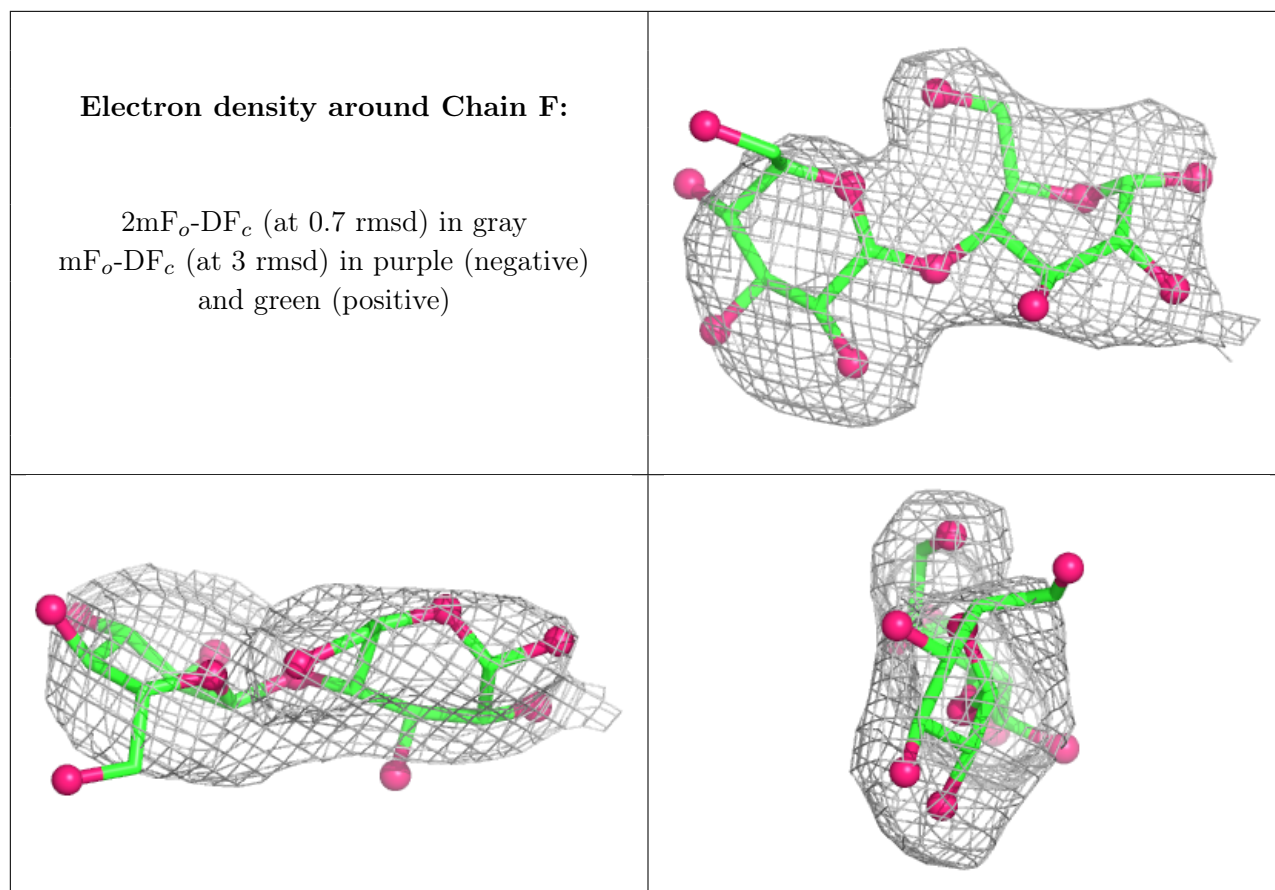 Electron density around Chain F:
2mFₒ-DF𝒸 (at 0.7 rmsd) in gray
mFₒ-DF𝒸 (at 3 rmsd) in purple (negative)
and green (positive)